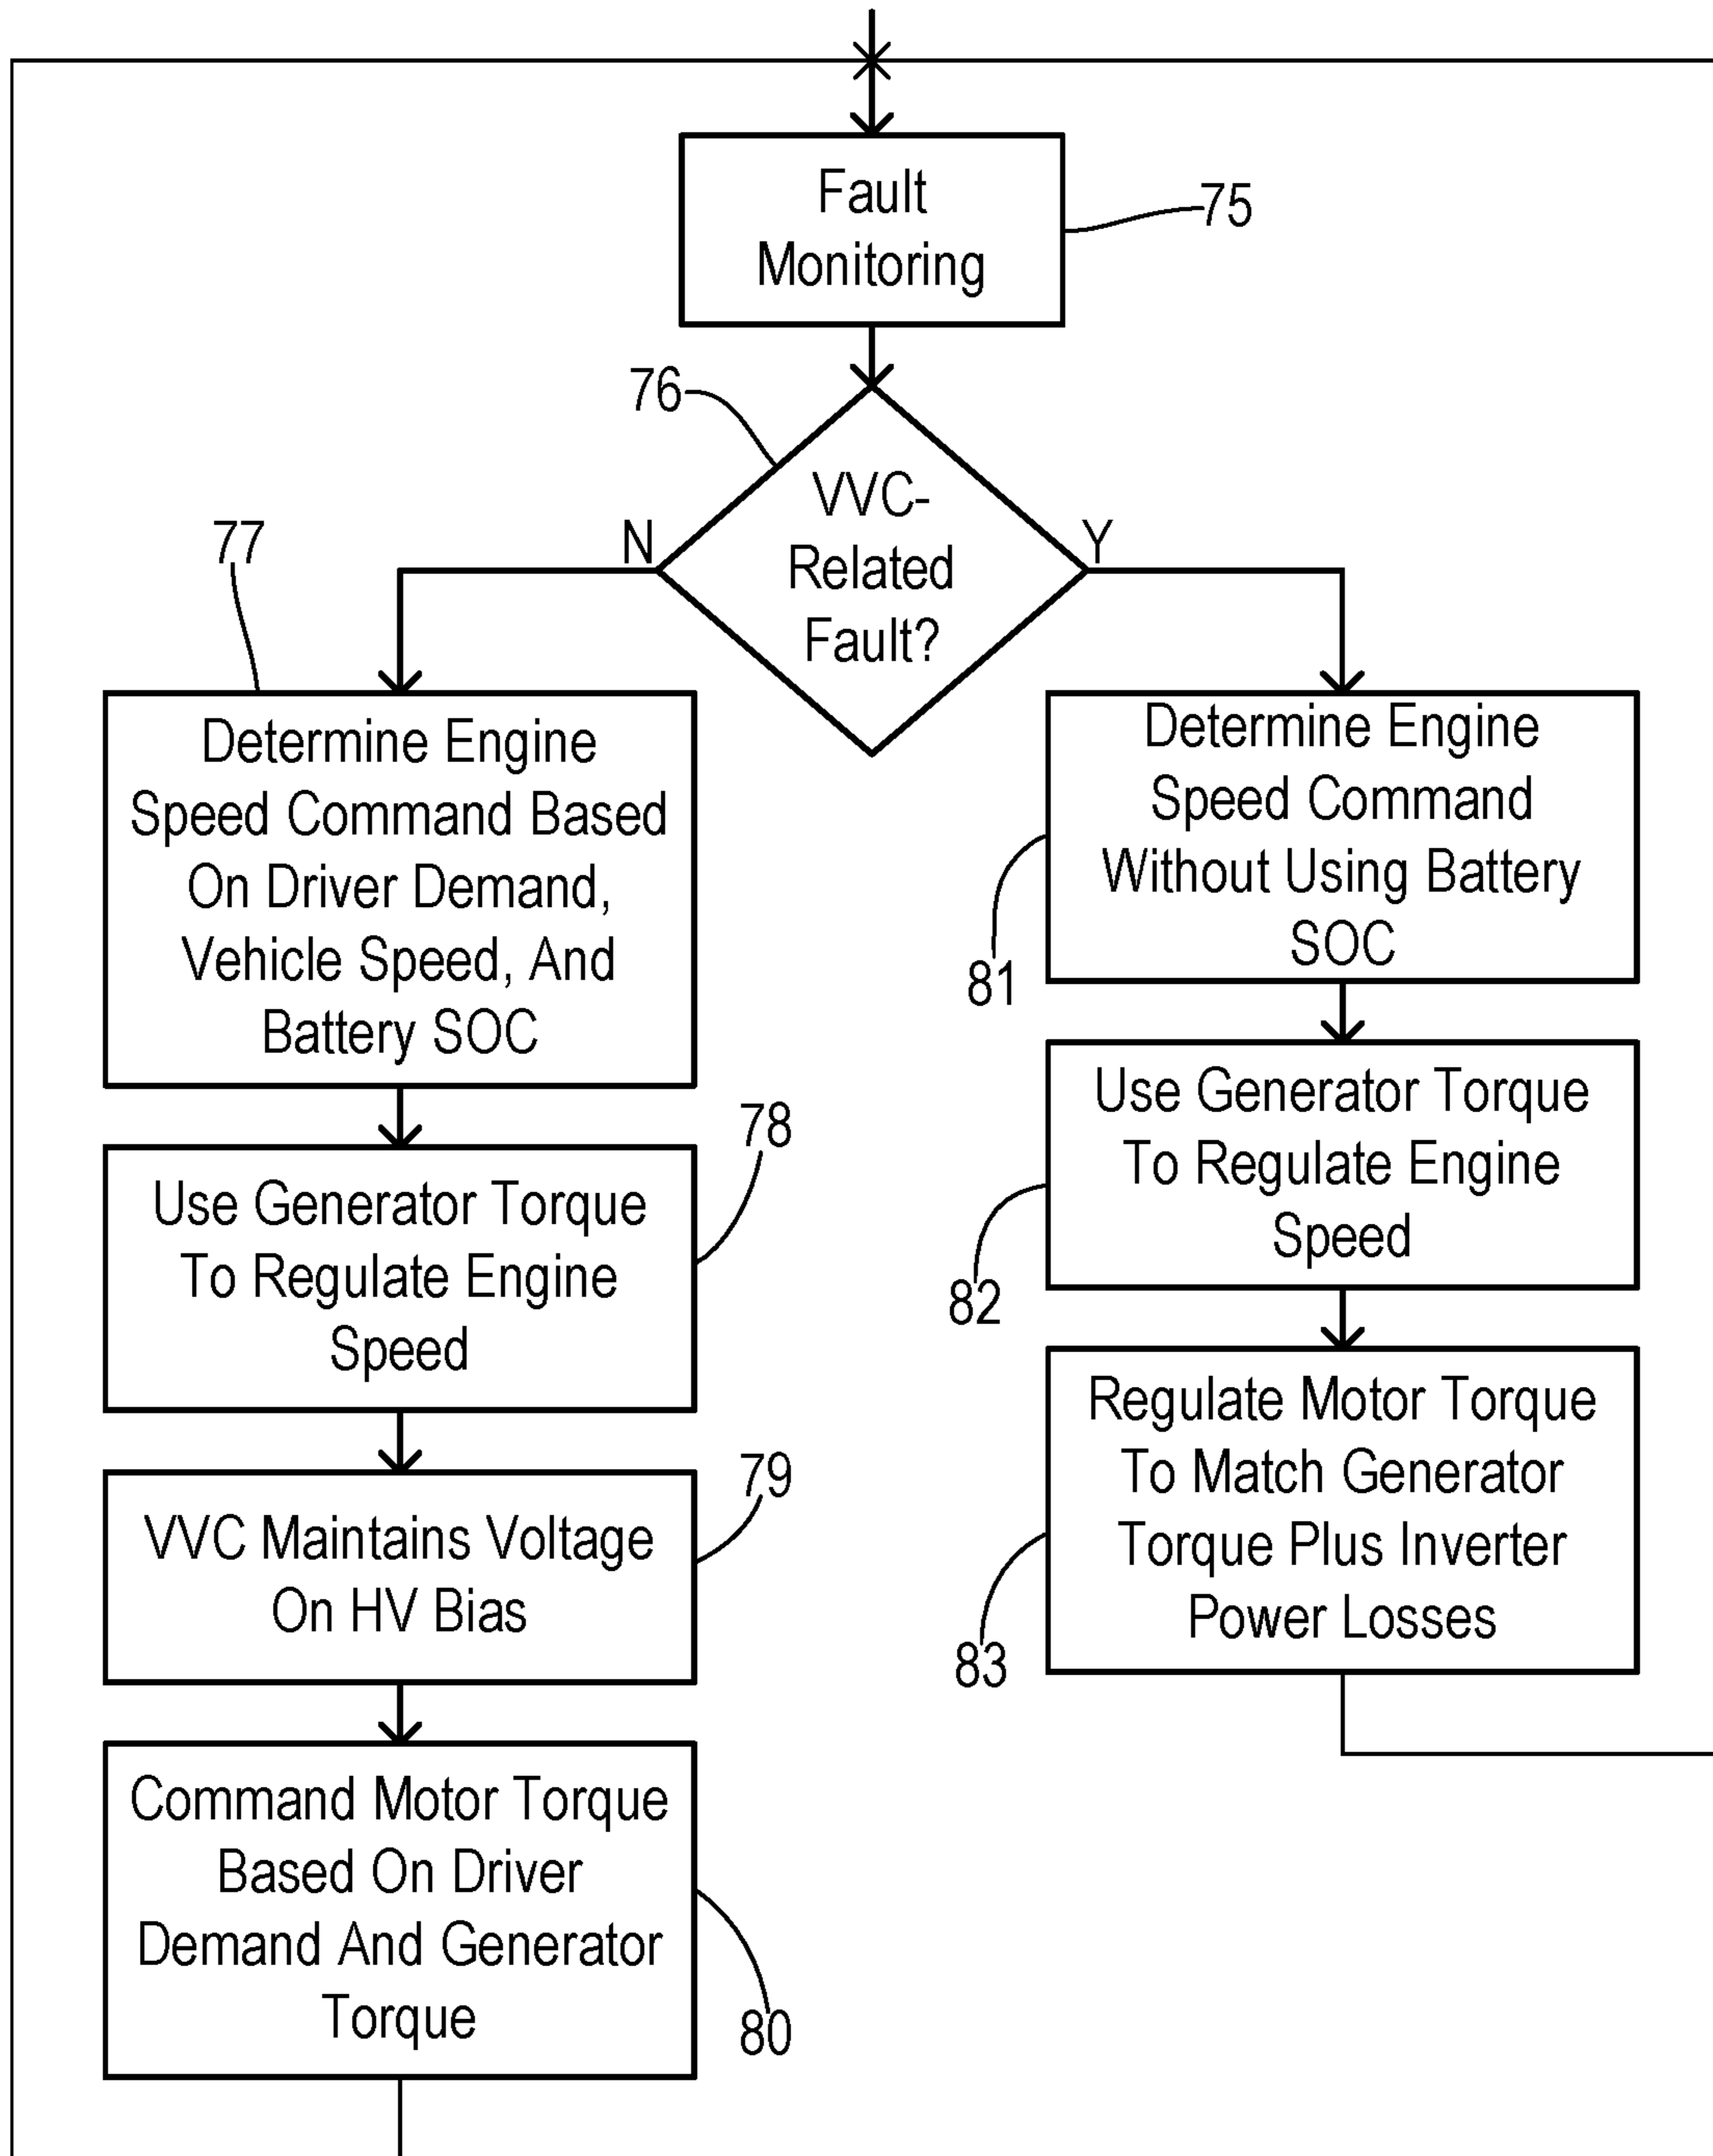 Fault
Monitoring
75
76
VVC-
Related
Fault?
N
Y
77
Determine Engine
Speed Command Based
On Driver Demand,
Vehicle Speed, And
Battery SOC
78
Use Generator Torque
To Regulate Engine
Speed
79
VVC Maintains Voltage
On HV Bias
Command Motor Torque
Based On Driver
Demand And Generator
Torque
80
Determine Engine
Speed Command
Without Using Battery
SOC
81
Use Generator Torque
To Regulate Engine
Speed
82
Regulate Motor Torque
To Match Generator
Torque Plus Inverter
Power Losses
83